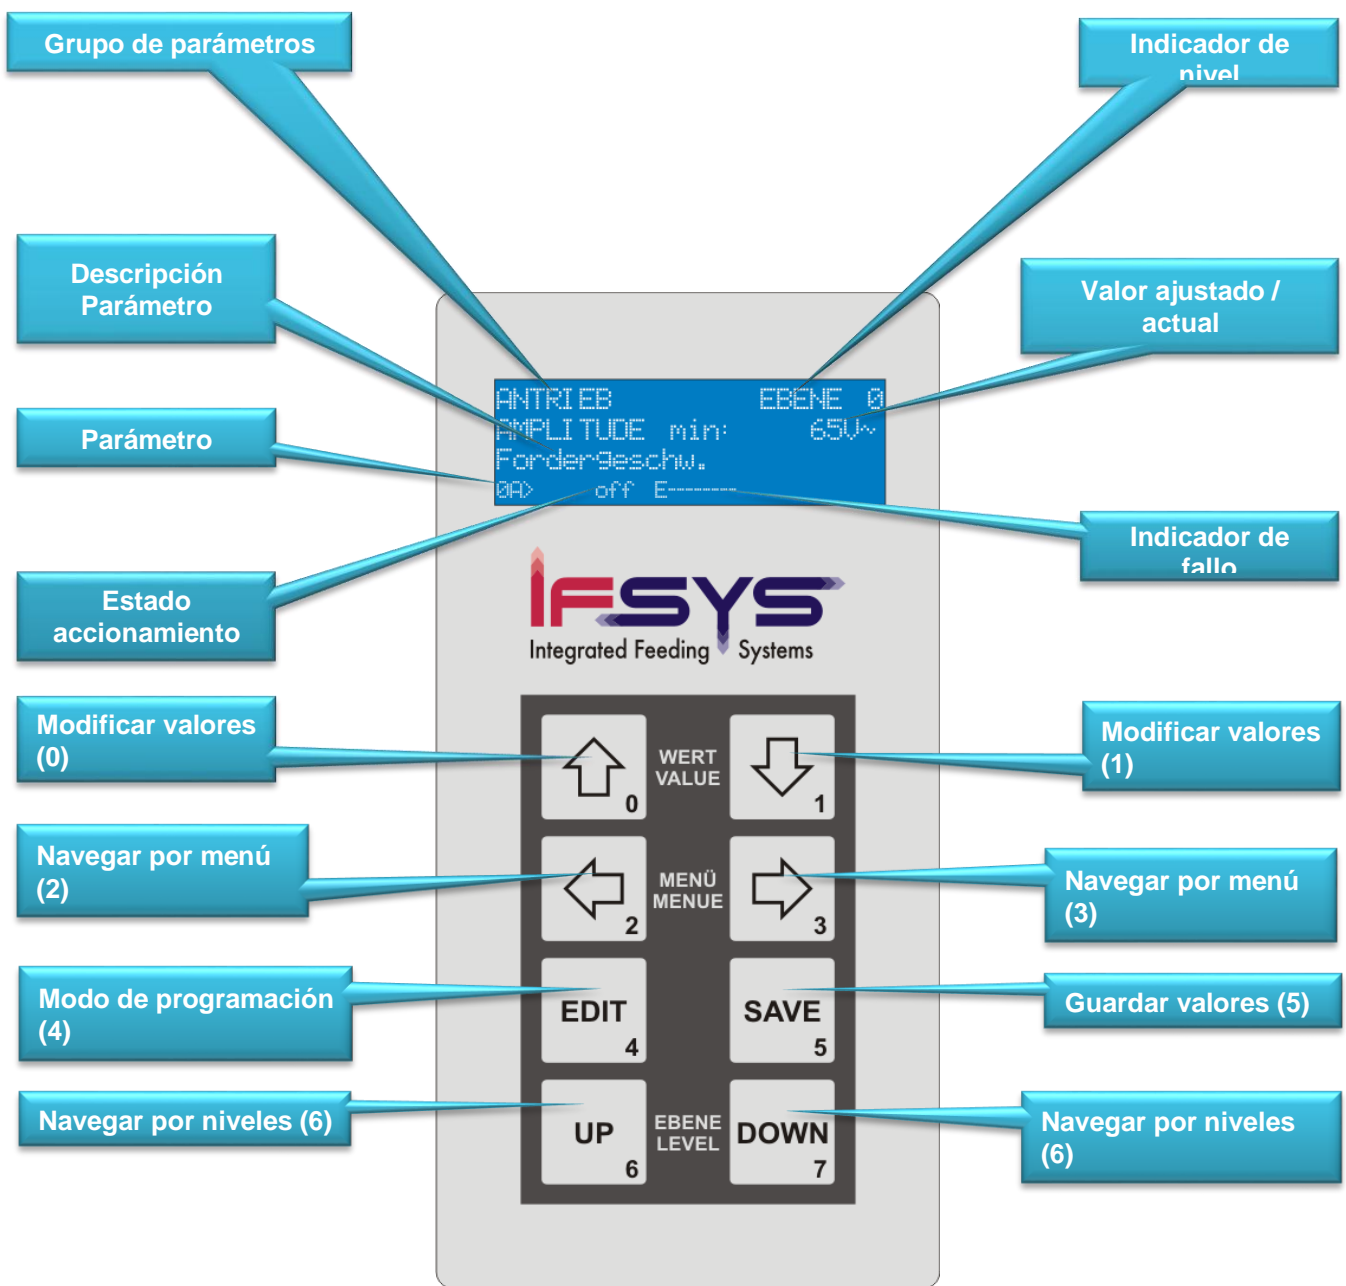 Grupo de parámetros
Indicador de
nivel
Descripción
Parámetro
Valor ajustado /
actual
Parámetro
ANTRIEB EBENE 0
AMPLITUDE min: 65V~
Fordergeschw.
0A> off E--------
Indicador de
fallo
Estado
accionamiento
IFSYS
Integrated Feeding Systems
Modificar valores
(0)
0
WERT
VALUE
1
Modificar valores
(1)
Navegar por menú
(2)
2
MENÜ
MENUE
3
Navegar por menú
(3)
Modo de programación
(4)
EDIT
4
SAVE
5
Guardar valores (5)
Navegar por niveles (6)
UP
6
EBENE
LEVEL
DOWN
7
Navegar por niveles
(6)